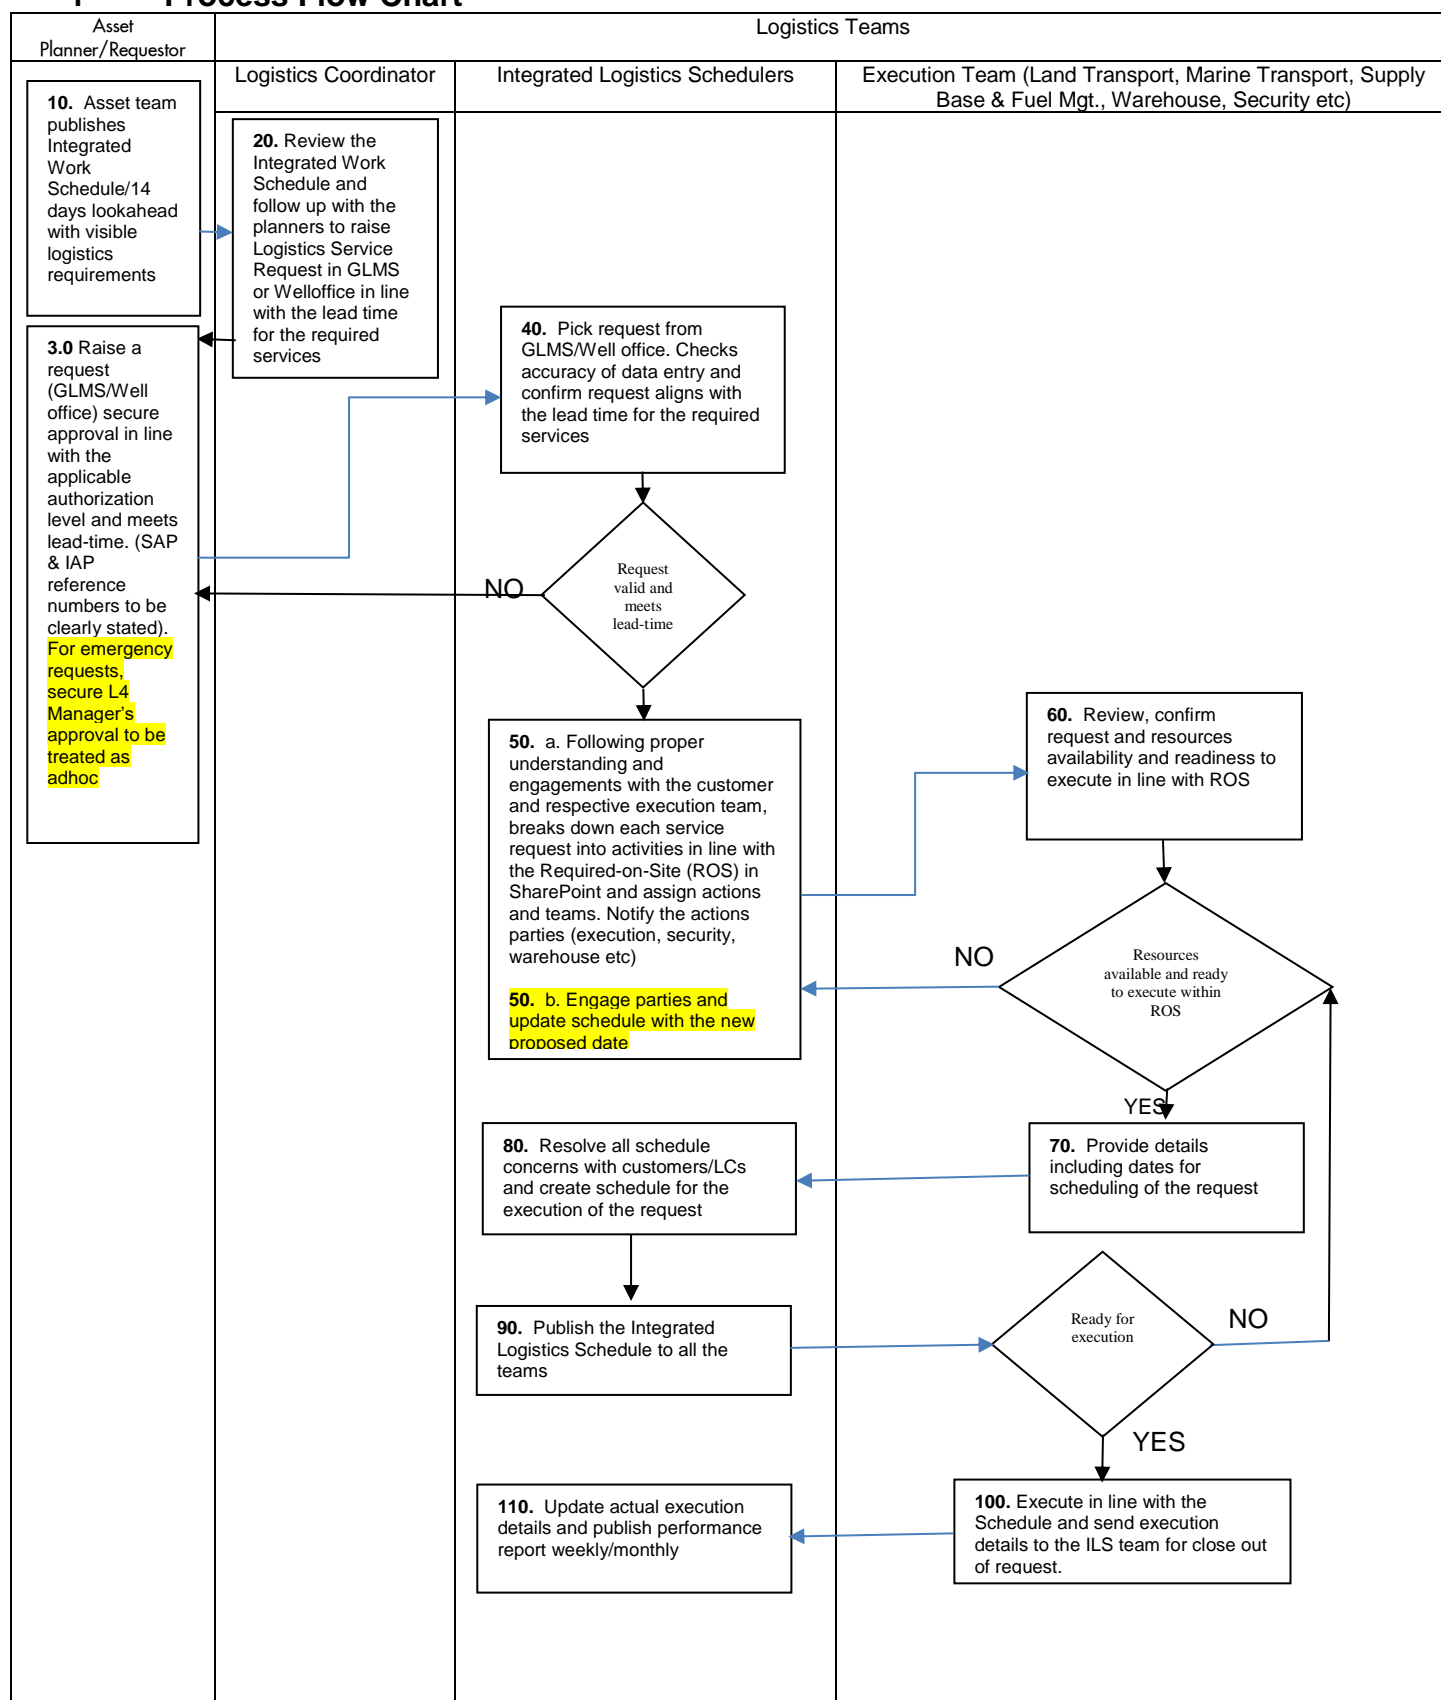 Process Flow Chart
Asset
Planner/Requestor
Logistics Teams
Logistics Coordinator
Integrated Logistics Schedulers
Execution Team (Land Transport, Marine Transport, Supply
Base & Fuel Mgt., Warehouse, Security etc)
10. Asset team
publishes
Integrated
Work
Schedule/14
days lookahead
with visible
logistics
requirements
20. Review the
Integrated Work
Schedule and
follow up with the
planners to raise
Logistics Service
Request in GLMS
or Welloffice in line
with the lead time
for the required
services
3.0 Raise a
request
(GLMS/Well
office) secure
approval in line
with the
applicable
authorization
level and meets
lead-time. (SAP
& IAP
reference
numbers to be
clearly stated).
For emergency
requests,
secure L4
Manager's
approval to be
treated as
adhoc
40. Pick request from
GLMS/Well office. Checks
accuracy of data entry and
confirm request aligns with
the lead time for the required
services
Request
valid and
meets
lead-time
NO
50. a. Following proper
understanding and
engagements with the customer
and respective execution team,
breaks down each service
request into activities in line with
the Required-on-Site (ROS) in
SharePoint and assign actions
and teams. Notify the actions
parties (execution, security,
warehouse etc)
50. b. Engage parties and
update schedule with the new
proposed date
60. Review, confirm
request and resources
availability and readiness to
execute in line with ROS
Resources
available and ready
to execute within
ROS
NO
YES
70. Provide details
including dates for
scheduling of the request
80. Resolve all schedule
concerns with customers/LCs
and create schedule for the
execution of the request
90. Publish the Integrated
Logistics Schedule to all the
teams
Ready for
execution
NO
YES
100. Execute in line with the
Schedule and send execution
details to the ILS team for close out
of request.
110. Update actual execution
details and publish performance
report weekly/monthly